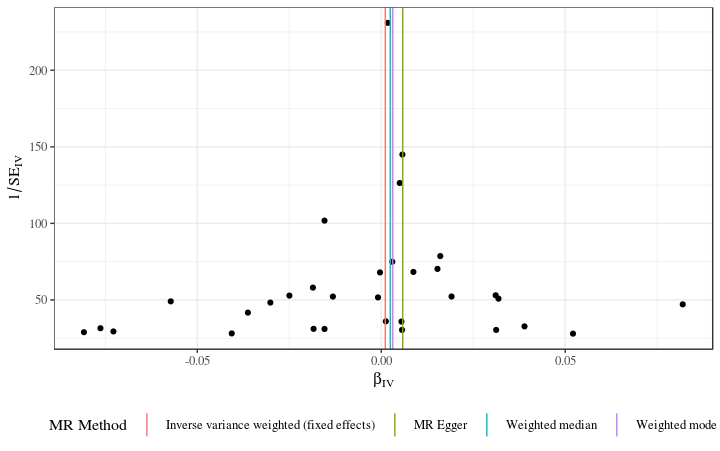 200
150
100
50
1/SE_IV
-0.05 0.00 0.05
β_IV
MR Method Inverse variance weighted (fixed effects) MR Egger Weighted median Weighted mode